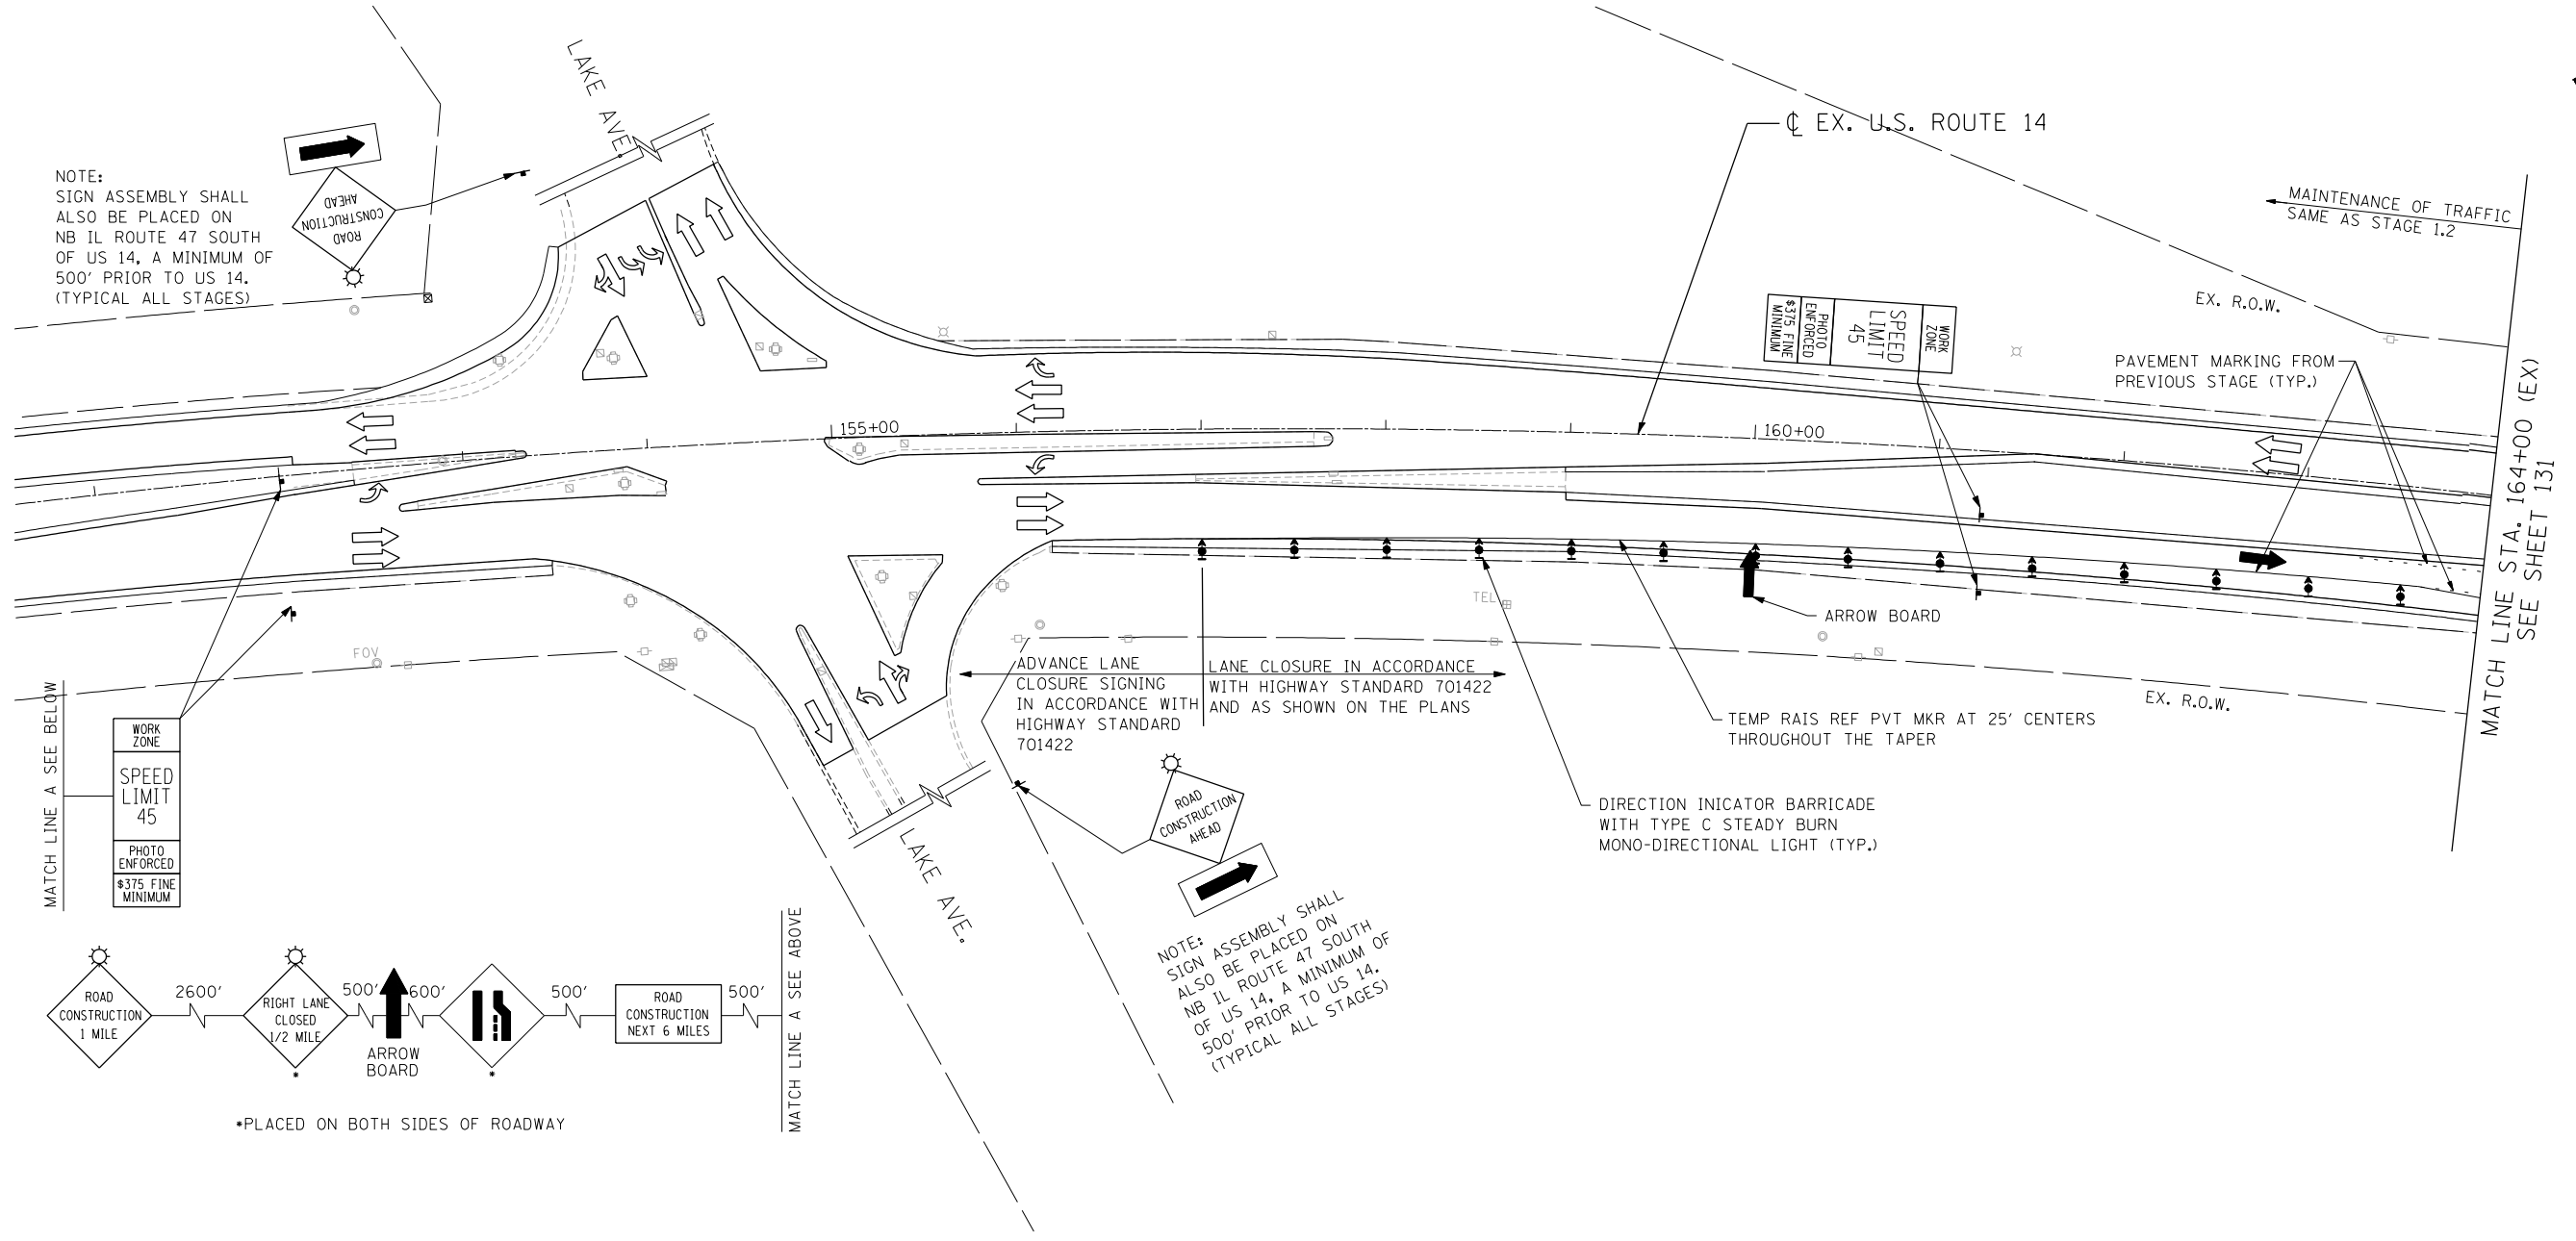 LAKE AVE.
NOTE:
SIGN ASSEMBLY SHALL
ALSO BE PLACED ON
NB IL ROUTE 47 SOUTH
OF US 14, A MINIMUM OF
500' PRIOR TO US 14.
(TYPICAL ALL STAGES)
ROAD
CONSTRUCTION
AHEAD
℄ EX. U.S. ROUTE 14
MAINTENANCE OF TRAFFIC
SAME AS STAGE 1.2
EX. R.O.W.
WORK
ZONE
SPEED
LIMIT
45
PHOTO
ENFORCED
$375 FINE
MINIMUM
PAVEMENT MARKING FROM
PREVIOUS STAGE (TYP.)
MATCH LINE STA. 164+00 (EX)
SEE SHEET 131
155+00
160+00
TEL
ARROW BOARD
FOV
ADVANCE LANE
CLOSURE SIGNING
IN ACCORDANCE WITH
HIGHWAY STANDARD
701422
LANE CLOSURE IN ACCORDANCE
WITH HIGHWAY STANDARD 701422
AND AS SHOWN ON THE PLANS
EX. R.O.W.
TEMP RAIS REF PVT MKR AT 25' CENTERS
THROUGHOUT THE TAPER
DIRECTION INICATOR BARRICADE
WITH TYPE C STEADY BURN
MONO-DIRECTIONAL LIGHT (TYP.)
MATCH LINE A SEE BELOW
WORK
ZONE
SPEED
LIMIT
45
PHOTO
ENFORCED
$375 FINE
MINIMUM
LAKE AVE.
ROAD
CONSTRUCTION
AHEAD
NOTE:
SIGN ASSEMBLY SHALL
ALSO BE PLACED ON
NB IL ROUTE 47 SOUTH
OF US 14, A MINIMUM OF
500' PRIOR TO US 14.
(TYPICAL ALL STAGES)
ROAD
CONSTRUCTION
1 MILE
2600'
RIGHT LANE
CLOSED
1/2 MILE
*
500'
ARROW
BOARD
600'
*
500'
ROAD
CONSTRUCTION
NEXT 6 MILES
500'
MATCH LINE A SEE ABOVE
*PLACED ON BOTH SIDES OF ROADWAY